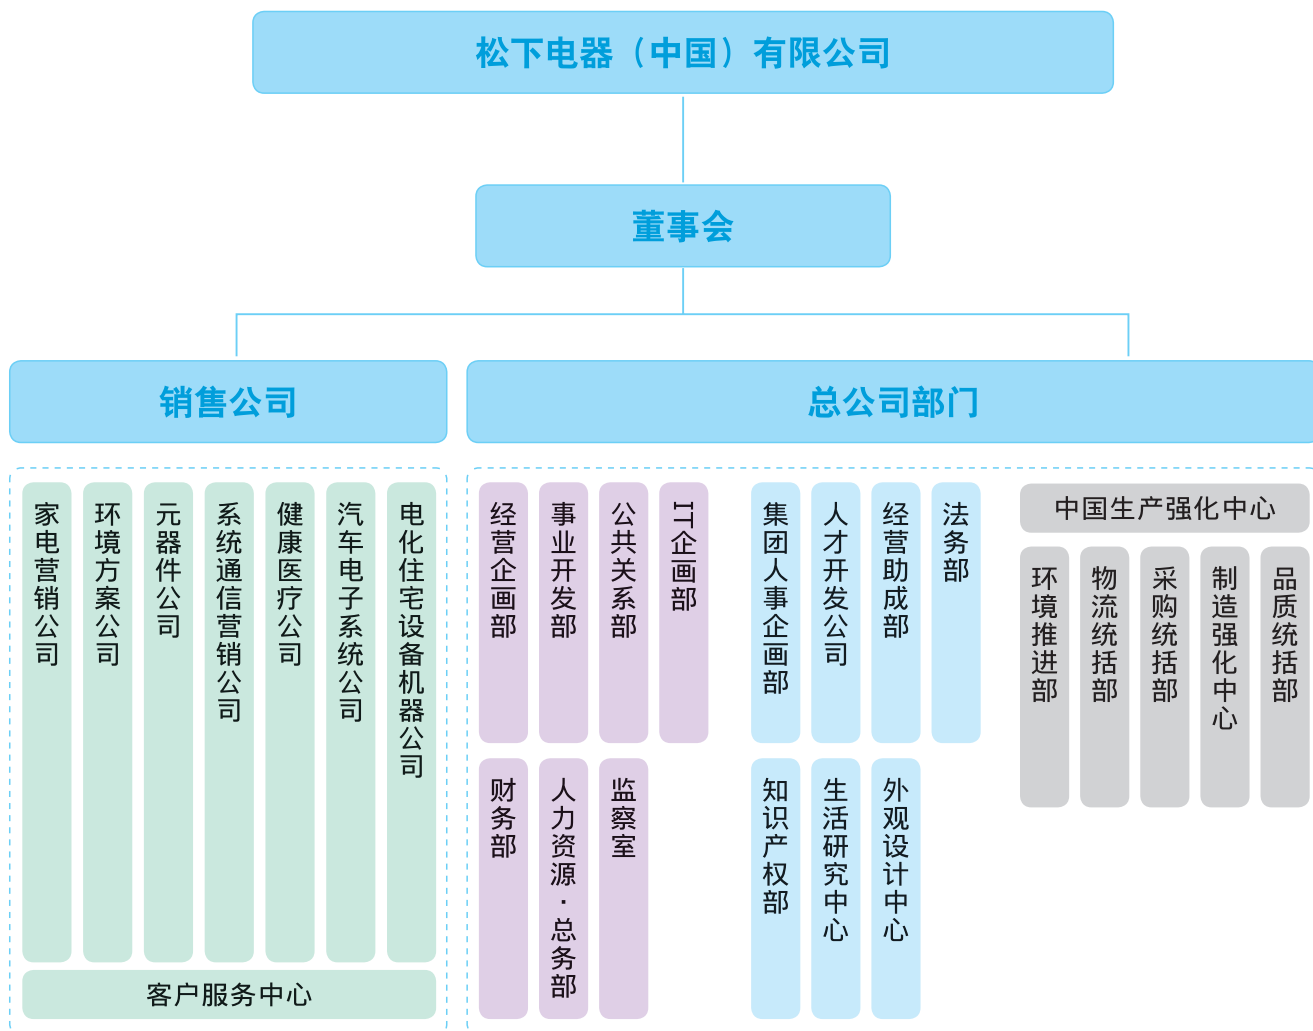 松下电器（中国）有限公司
董事会
销售公司
总公司部门
家电营销公司
环境方案公司
元器件公司
系统通信营销公司
健康医疗公司
汽车电子系统公司
电化住宅设备机器公司
客户服务中心
经营企画部
事业开发部
公共关系部
IT企画部
财务部
人力资源·总务部
监察室
集团人事企画部
人才开发公司
经营助成部
法务部
知识产权部
生活研究中心
外观设计中心
中国生产强化中心
环境推进部
物流统括部
采购统括部
制造强化中心
品质统括部